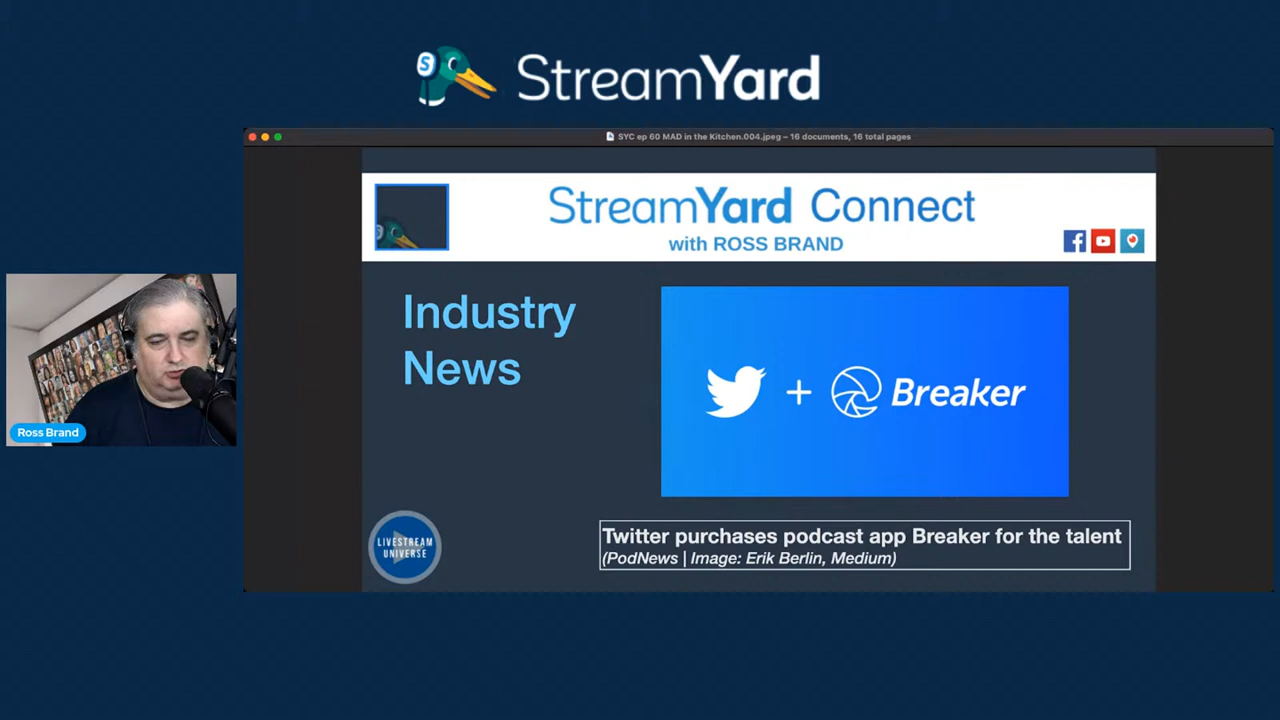 StreamYard
SYC ep 60 MAD in the Kitchen.004.jpeg – 16 documents, 16 total pages
StreamYard Connect
with ROSS BRAND
Industry
News
+ Breaker
Ross Brand
LIVESTREAM
UNIVERSE
Twitter purchases podcast app Breaker for the talent
(PodNews | Image: Erik Berlin, Medium)